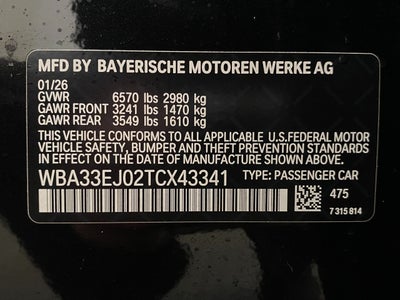 MFD BY BAYERISCHE MOTOREN WERKE AG
01/26
GVWR 6570 lbs 2980 kg
GAWR FRONT 3241 lbs 1470 kg
GAWR REAR 3549 lbs 1610 kg
THIS VEHICLE CONFORMS TO ALL APPLICABLE U.S.FEDERAL MOTOR
VEHICLE SAFETY, BUMPER AND THEFT PREVENTION STANDARDS
IN EFFECT ON THE DATE OF MANUFACTURE SHOWN ABOVE.
WBA33EJ02TCX43341 TYPE: PASSENGER CAR
475
7 315 814